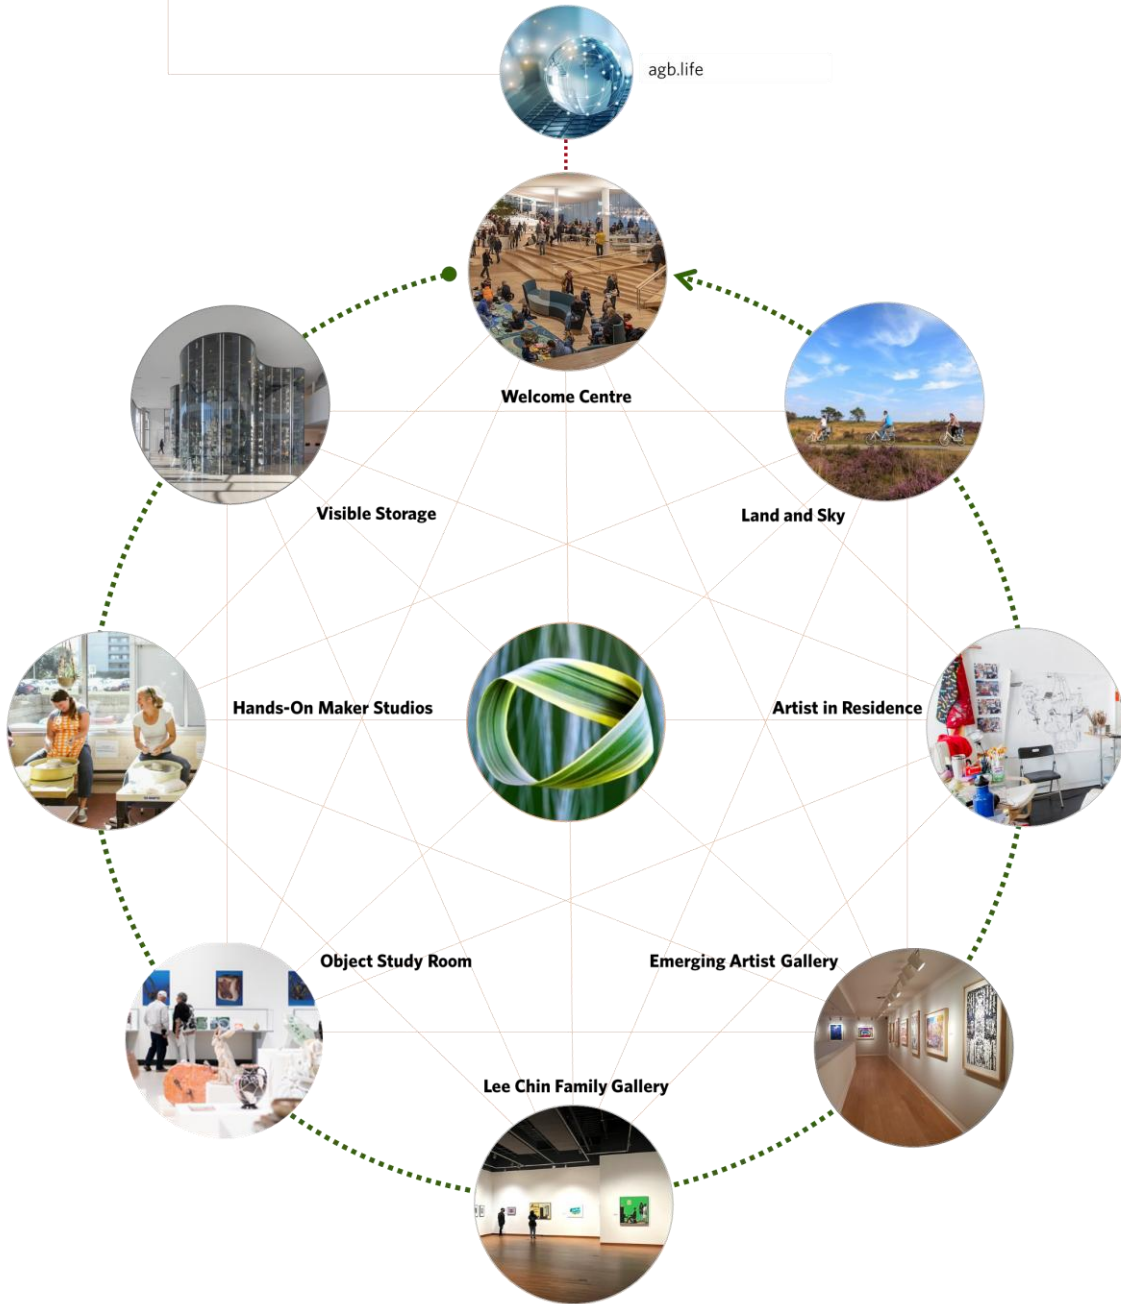 agb.life
Welcome Centre
Visible Storage
Land and Sky
Hands-On Maker Studios
Artist in Residence
Object Study Room
Emerging Artist Gallery
Lee Chin Family Gallery